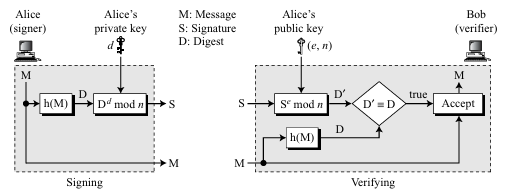 Alice
(signer)
Alice's
private key
d
M: Message
S: Signature
D: Digest
Alice's
public key
(e, n)
Bob
(verifier)
M
h(M)
D
D^d mod n
S
M
Signing
S
S^e mod n
D′
D′ ≡ D
true
Accept
M
h(M)
D
M
Verifying